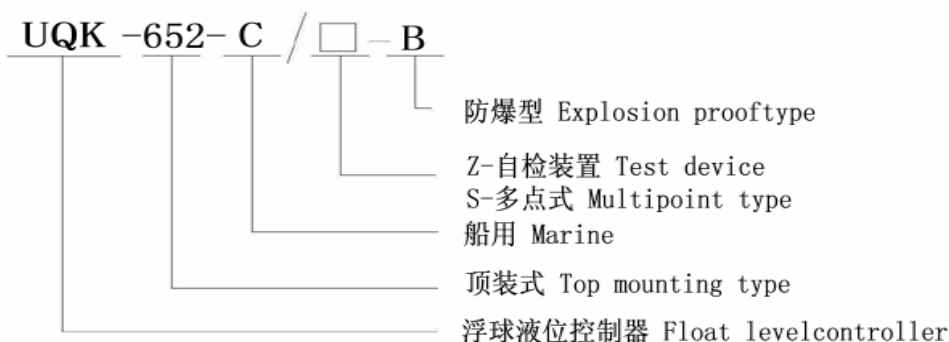 UQK -652- C / □ - B
防爆型 Explosion prooftype
Z-自检装置 Test device
S-多点式 Multipoint type
船用 Marine
顶装式 Top mounting type
浮球液位控制器 Float levelcontroller